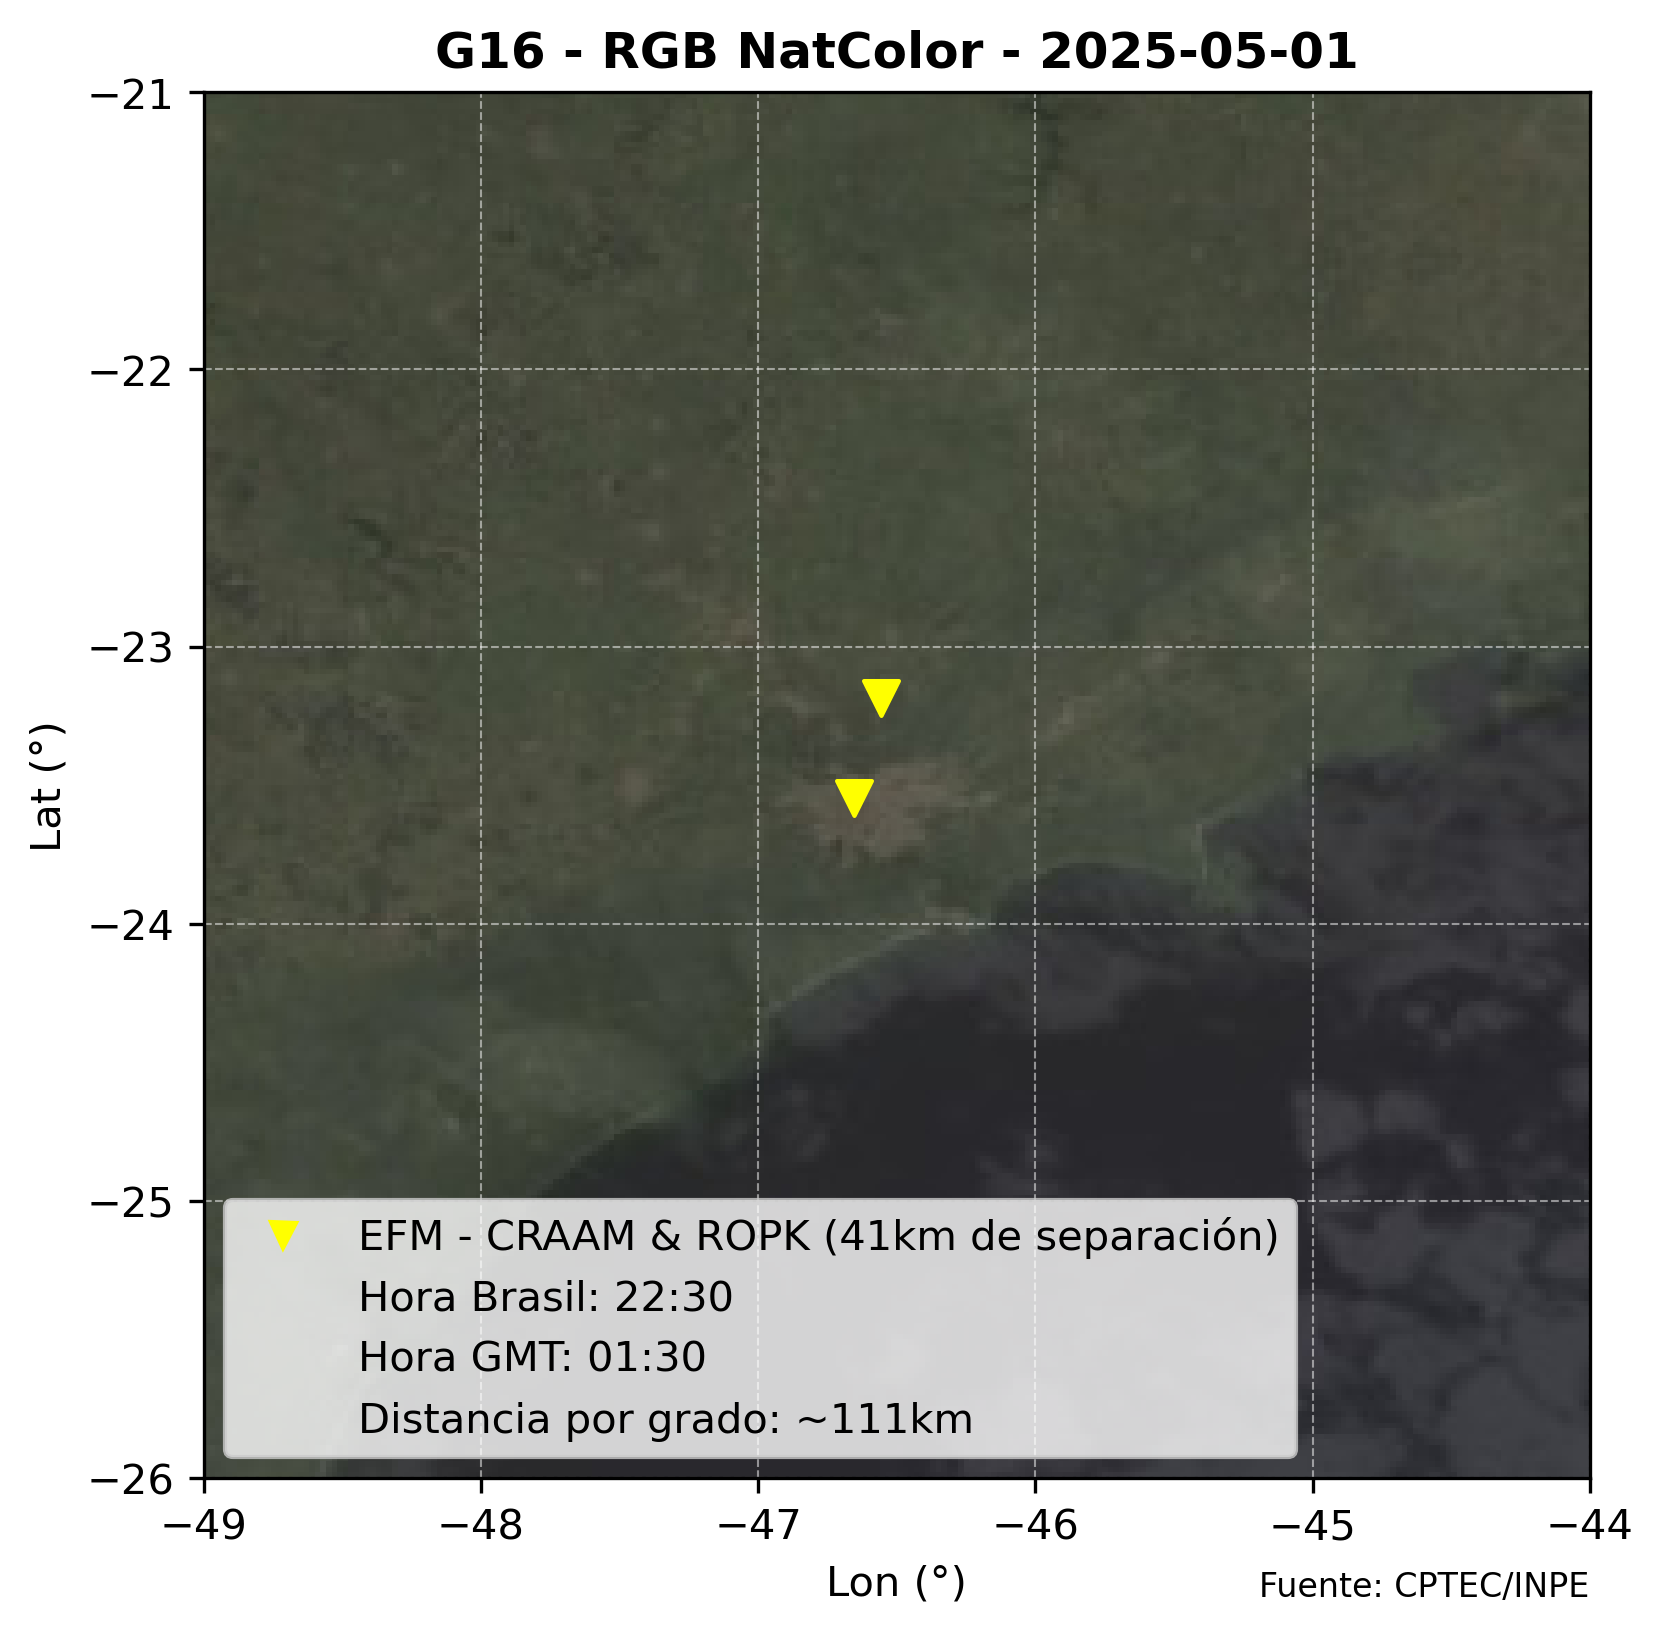 G16 - RGB NatColor - 2025-05-01
−21
−22
−23
−24
−25
−26
Lat (°)
EFM - CRAAM & ROPK (41km de separación)
Hora Brasil: 22:30
Hora GMT: 01:30
Distancia por grado: ~111km
−49 −48 −47 −46 −45 −44
Lon (°)
Fuente: CPTEC/INPE